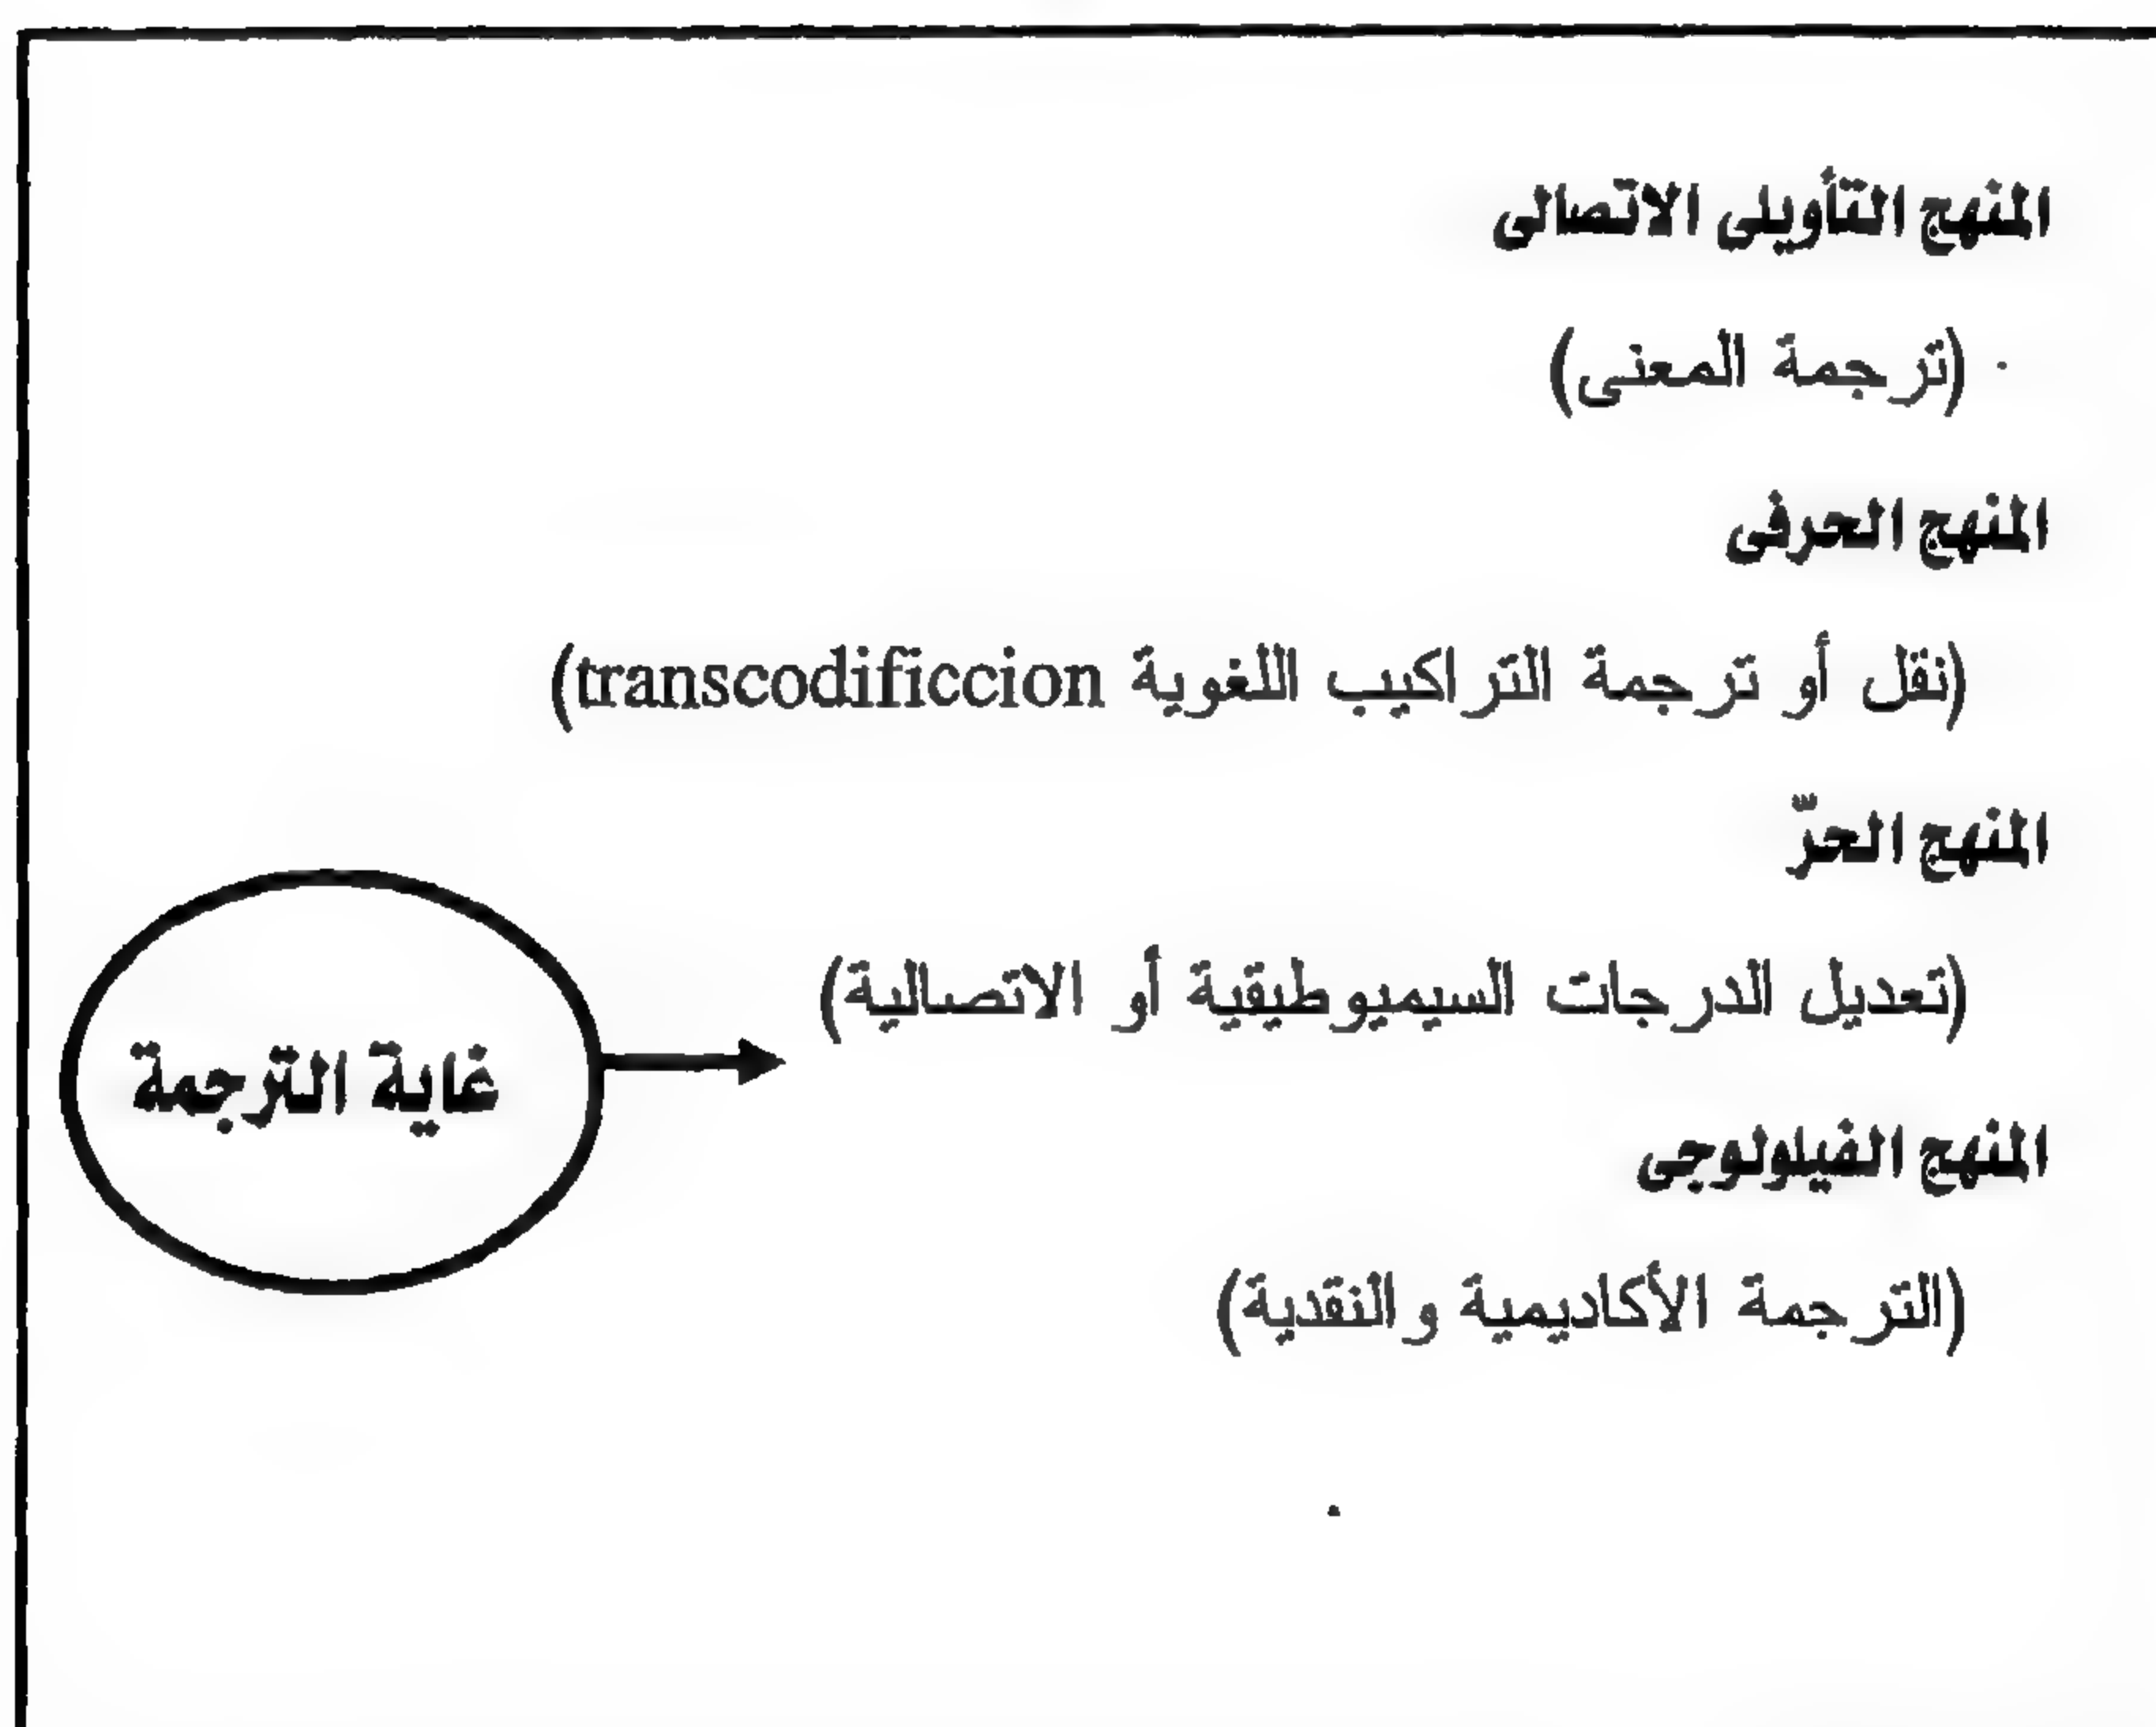 المنهج التأويلى الاتصالى
(ترجمة المعنى)
المنهج الحرفى
(نقل أو ترجمة التراكيب اللغوية transcodificcion)
المنهج الحرّ
(تعديل الدرجات السيميوطيقية أو الاتصالية)
غاية الترجمة
المنهج الفيلولوجى
(الترجمة الأكاديمية والنقدية)